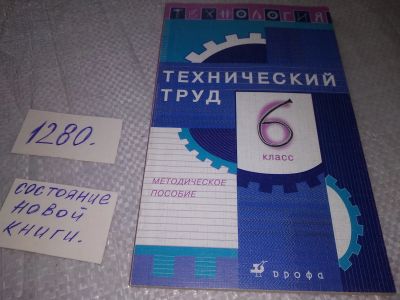 ТЕХНОЛОГИЯ
ТЕХНИЧЕСКИЙ
ТРУД
6
класс
МЕТОДИЧЕСКОЕ
ПОСОБИЕ
дрофа
1280.
состояние
новой
книги.